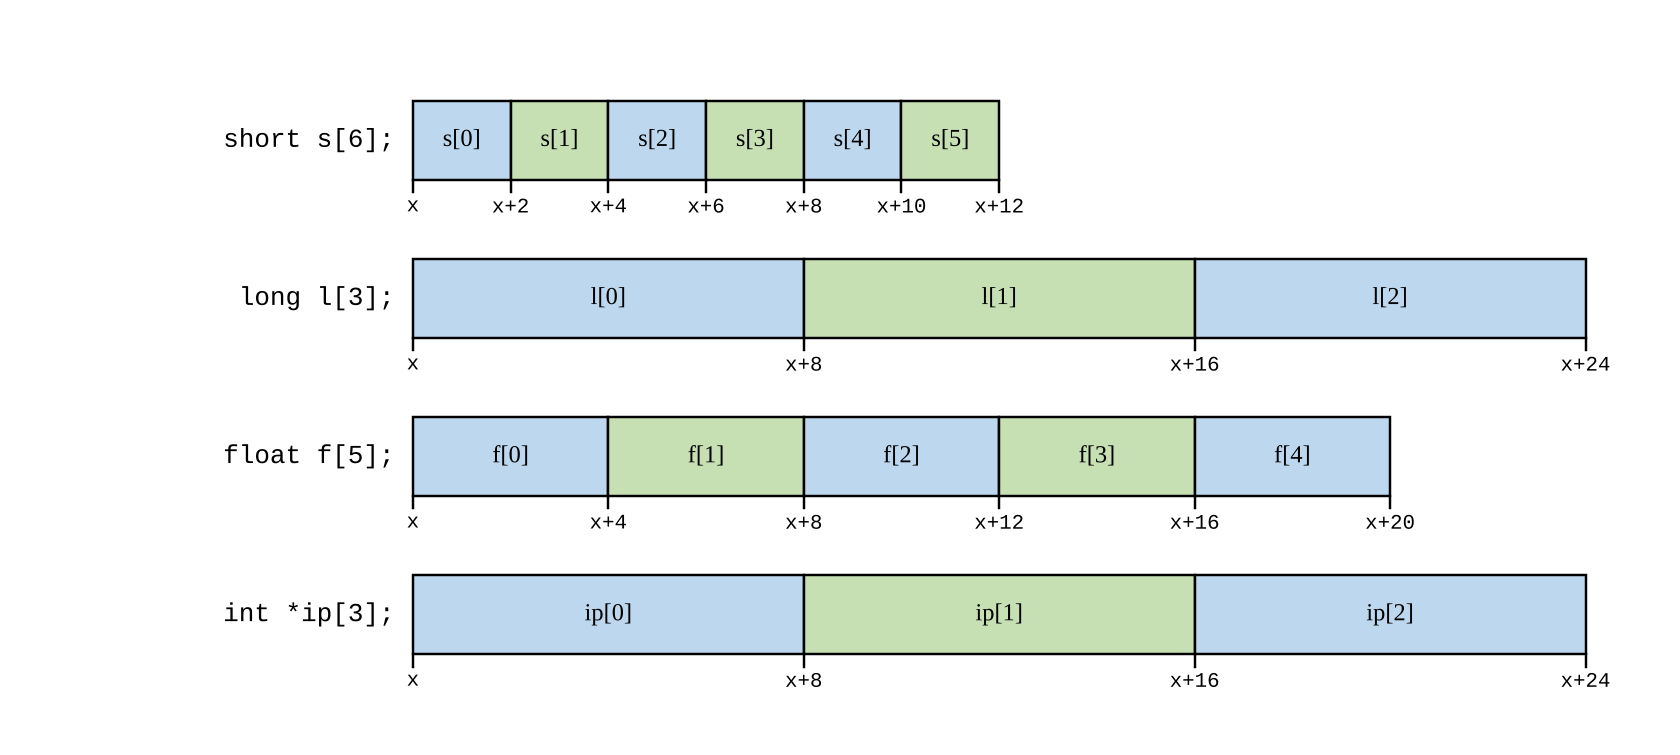 short s[6]; s[0] s[1] s[2] s[3] s[4] s[5]
x x+2 x+4 x+6 x+8 x+10 x+12
long l[3]; l[0] l[1] l[2]
x x+8 x+16 x+24
float f[5]; f[0] f[1] f[2] f[3] f[4]
x x+4 x+8 x+12 x+16 x+20
int *ip[3]; ip[0] ip[1] ip[2]
x x+8 x+16 x+24